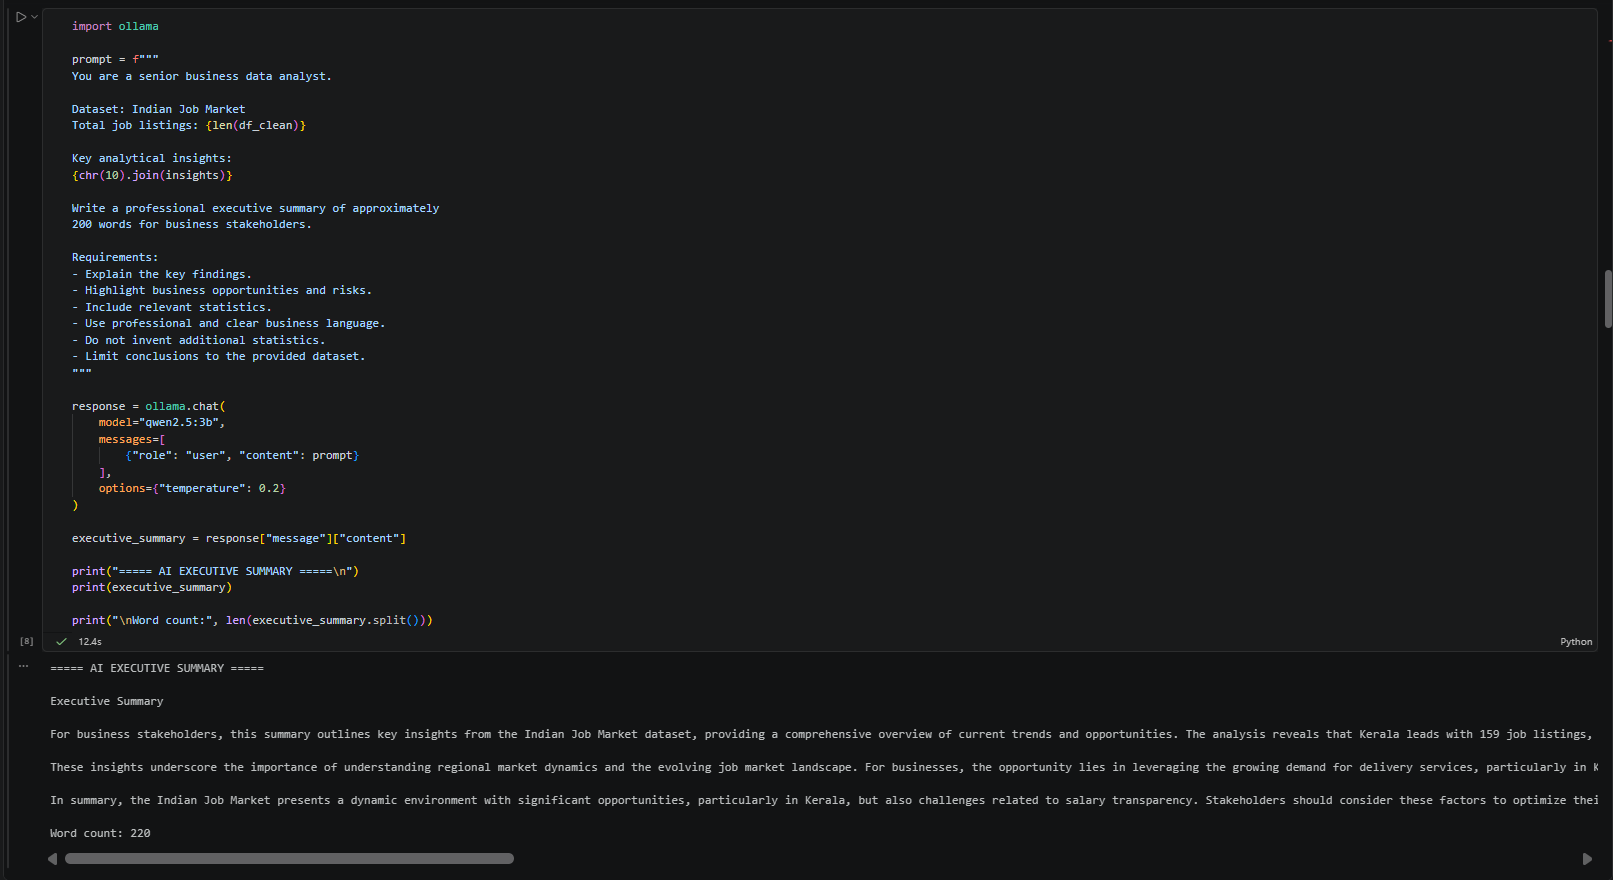 import ollama
prompt = f"""
You are a senior business data analyst.
Dataset: Indian Job Market
Total job listings: {len(df_clean)}
Key analytical insights:
{chr(10).join(insights)}
Write a professional executive summary of approximately
200 words for business stakeholders.
Requirements:
- Explain the key findings.
- Highlight business opportunities and risks.
- Include relevant statistics.
- Use professional and clear business language.
- Do not invent additional statistics.
- Limit conclusions to the provided dataset.
"""
response = ollama.chat(
    model="qwen2.5:3b",
    messages=[
        {"role": "user", "content": prompt}
    ],
    options={"temperature": 0.2}
)
executive_summary = response["message"]["content"]
print("===== AI EXECUTIVE SUMMARY =====\n")
print(executive_summary)
print("\nWord count:", len(executive_summary.split()))
[8] 12.4s Python
===== AI EXECUTIVE SUMMARY =====
Executive Summary
For business stakeholders, this summary outlines key insights from the Indian Job Market dataset, providing a comprehensive overview of current trends and opportunities. The analysis reveals that Kerala leads with 159 job listings,
These insights underscore the importance of understanding regional market dynamics and the evolving job market landscape. For businesses, the opportunity lies in leveraging the growing demand for delivery services, particularly in K
In summary, the Indian Job Market presents a dynamic environment with significant opportunities, particularly in Kerala, but also challenges related to salary transparency. Stakeholders should consider these factors to optimize thei
Word count: 220